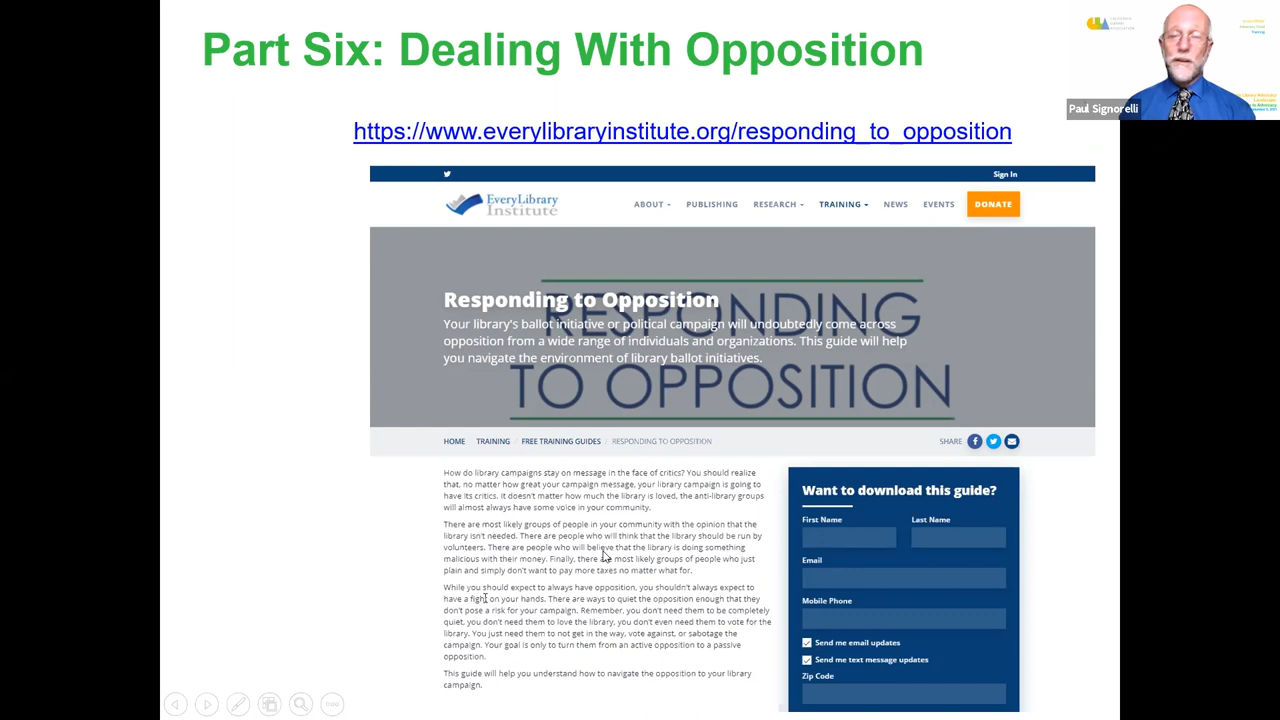 Part Six: Dealing With Opposition
CALIFORNIA
LIBRARY
ASSOCIATION
Training
Paul Signorelli
https://www.everylibraryinstitute.org/responding_to_opposition
Sign In
EveryLibrary
Institute
ABOUT
PUBLISHING
RESEARCH
TRAINING
NEWS
EVENTS
DONATE
RESPONDING
TO OPPOSITION
Responding to Opposition
Your library's ballot initiative or political campaign will undoubtedly come across
opposition from a wide range of individuals and organizations. This guide will help
you navigate the environment of library ballot initiatives.
HOME TRAINING / FREE TRAINING GUIDES / RESPONDING TO OPPOSITION
SHARE
How do library campaigns stay on message in the face of critics? You should realize
that, no matter how great your campaign message, your library campaign is going to
have its critics. It doesn't matter how much the library is loved, the anti-library groups
will almost always have some voice in your community.
There are most likely groups of people in your community with the opinion that the
library isn't needed. There are people who will think that the library should be run by
volunteers. There are people who will believe that the library is doing something
malicious with their money. Finally, there are most likely groups of people who just
plain and simply don't want to pay more taxes no matter what for.
While you should expect to always have opposition, you shouldn't always expect to
have a fight on your hands. There are ways to quiet the opposition enough that they
don't pose a risk for your campaign. Remember, you don't need them to be completely
quiet, you don't need them to love the library, you don't even need them to vote for the
library. You just need them to not get in the way, vote against, or sabotage the
campaign. Your goal is only to turn them from an active opposition to a passive
opposition.
This guide will help you understand how to navigate the opposition to your library
campaign.
Want to download this guide?
First Name
Last Name
Email
Mobile Phone
Send me email updates
Send me text message updates
Zip Code